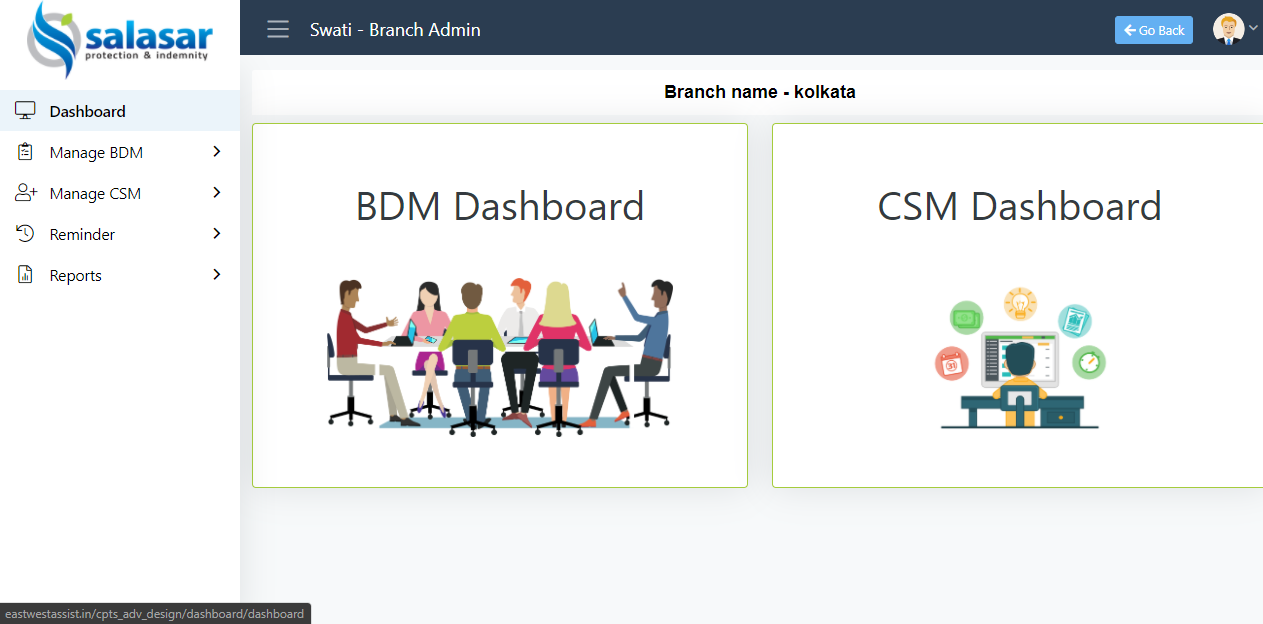 salasar
protection & indemnity
Swati - Branch Admin
Go Back
Dashboard
Manage BDM
Manage CSM
Reminder
Reports
Branch name - kolkata
BDM Dashboard
CSM Dashboard
31
eastwestassist.in/cpts_adv_design/dashboard/dashboard